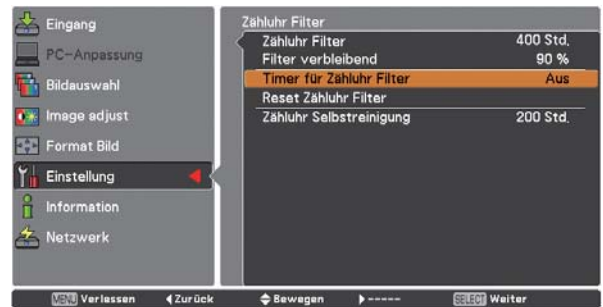 Eingang
PC-Anpassung
Bildauswahl
Image adjust
Format Bild
Einstellung
Information
Netzwerk
Zähluhr Filter
Zähluhr Filter 400 Std.
Filter verbleibend 90 %
Timer für Zähluhr Filter Aus
Reset Zähluhr Filter
Zähluhr Selbstreinigung 200 Std.
MENU Verlassen Zurück Bewegen ----- SELECT Weiter